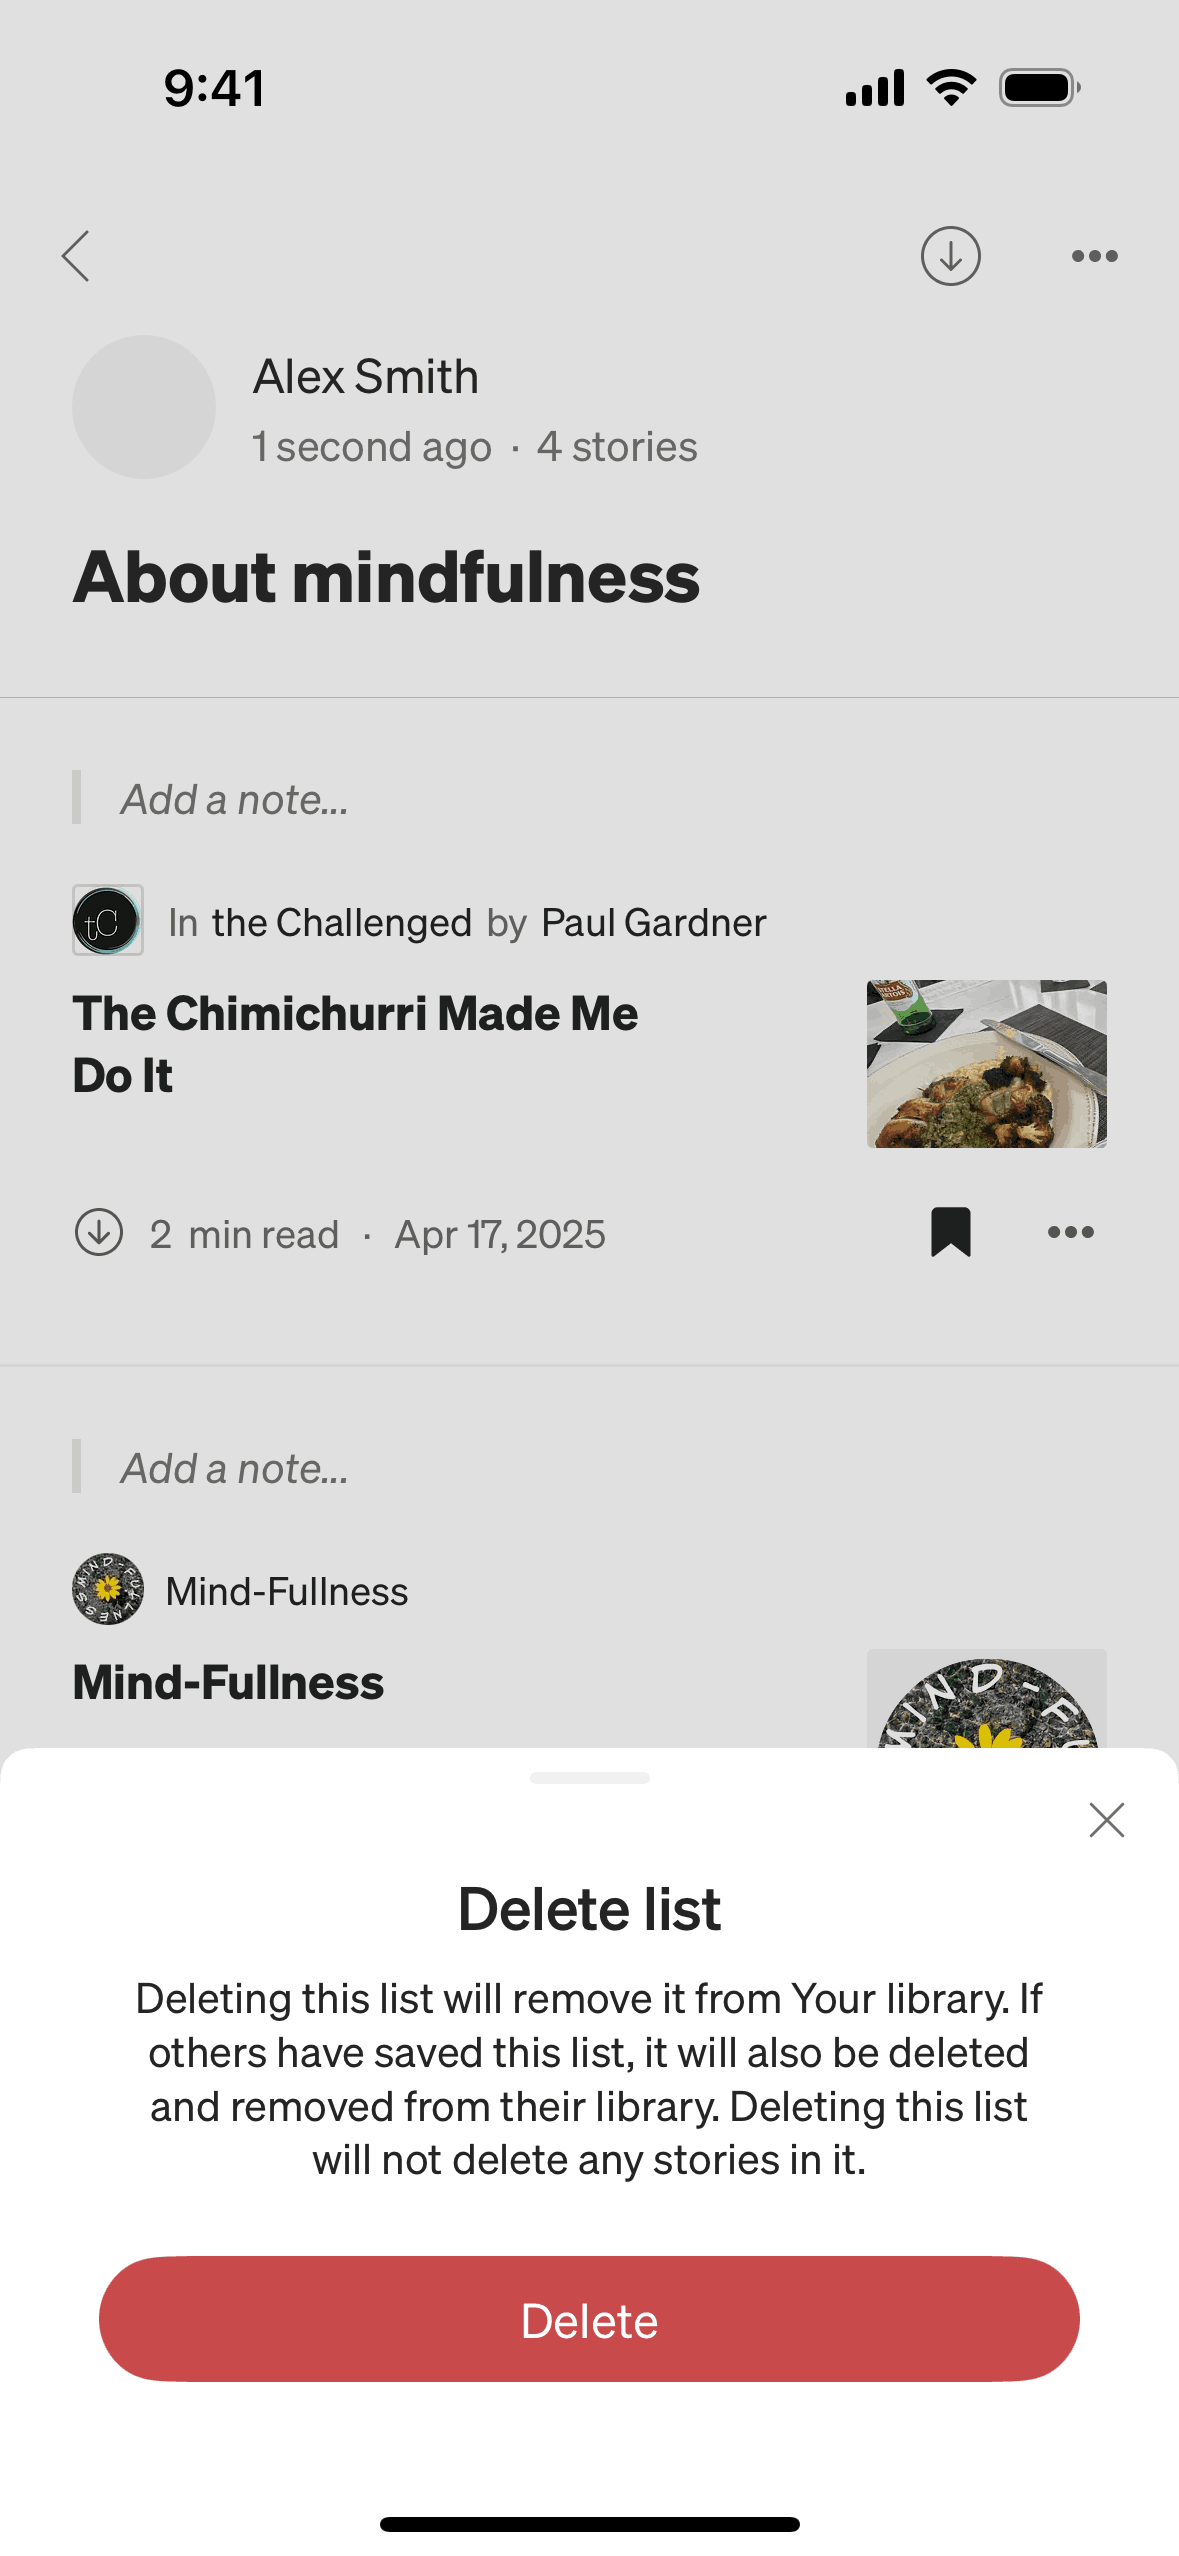 9:41
Alex Smith
1 second ago · 4 stories
About mindfulness
Add a note...
tC
In the Challenged by Paul Gardner
The Chimichurri Made Me
Do It
2 min read · Apr 17, 2025
Add a note...
MIND-FULLNESS
Mind-Fullness
Mind-Fullness
MIND-FU
Delete list
Deleting this list will remove it from Your library. If
others have saved this list, it will also be deleted
and removed from their library. Deleting this list
will not delete any stories in it.
Delete